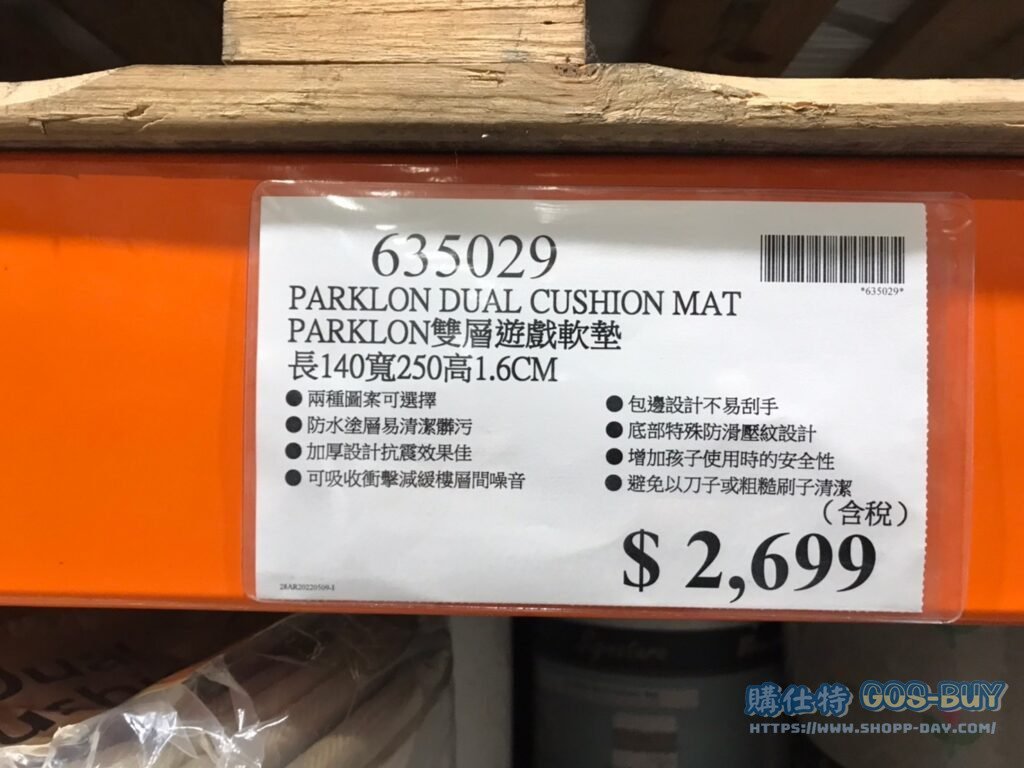 635029
*635029*
PARKLON DUAL CUSHION MAT
PARKLON雙層遊戲軟墊
長140寬250高1.6CM
●兩種圖案可選擇
●防水塗層易清潔髒污
●加厚設計抗震效果佳
●可吸收衝擊減緩樓層間噪音
●包邊設計不易刮手
●底部特殊防滑壓紋設計
●增加孩子使用時的安全性
●避免以刀子或粗糙刷子清潔
（含稅）
$ 2,699
28AR20220509-1
Dual
購仕特 GOS-BUY
HTTPS://WWW.SHOPP-DAY.COM/